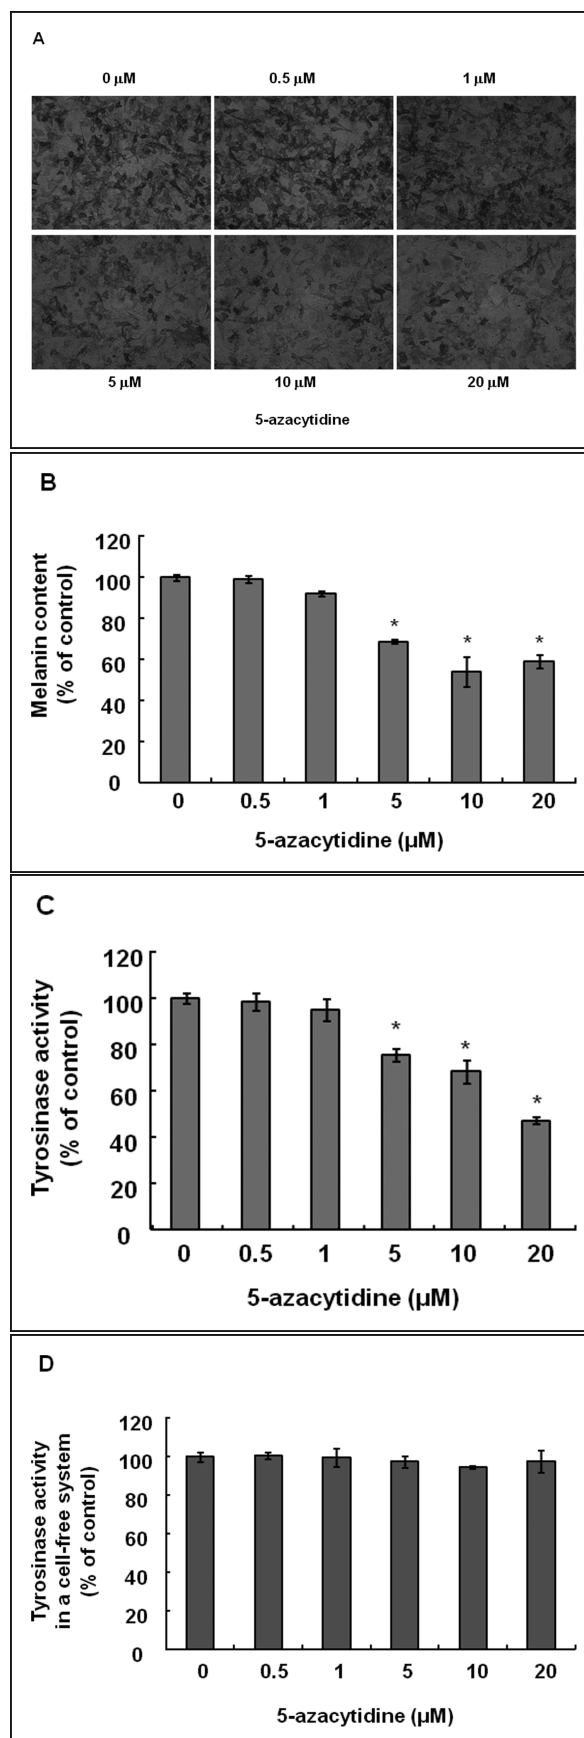 A
0 μM 0.5 μM 1 μM
5 μM 10 μM 20 μM
5-azacytidine
B
Melanin content
(% of control)
120
100
80
60
40
20
0
* * *
0 0.5 1 5 10 20
5-azacytidine (μM)
C
Tyrosinase activity
(% of control)
120
100
80
60
40
20
0
* * *
0 0.5 1 5 10 20
5-azacytidine (μM)
D
Tyrosinase activity
in a cell-free system
(% of control)
120
100
80
60
40
20
0
0 0.5 1 5 10 20
5-azacytidine (μM)